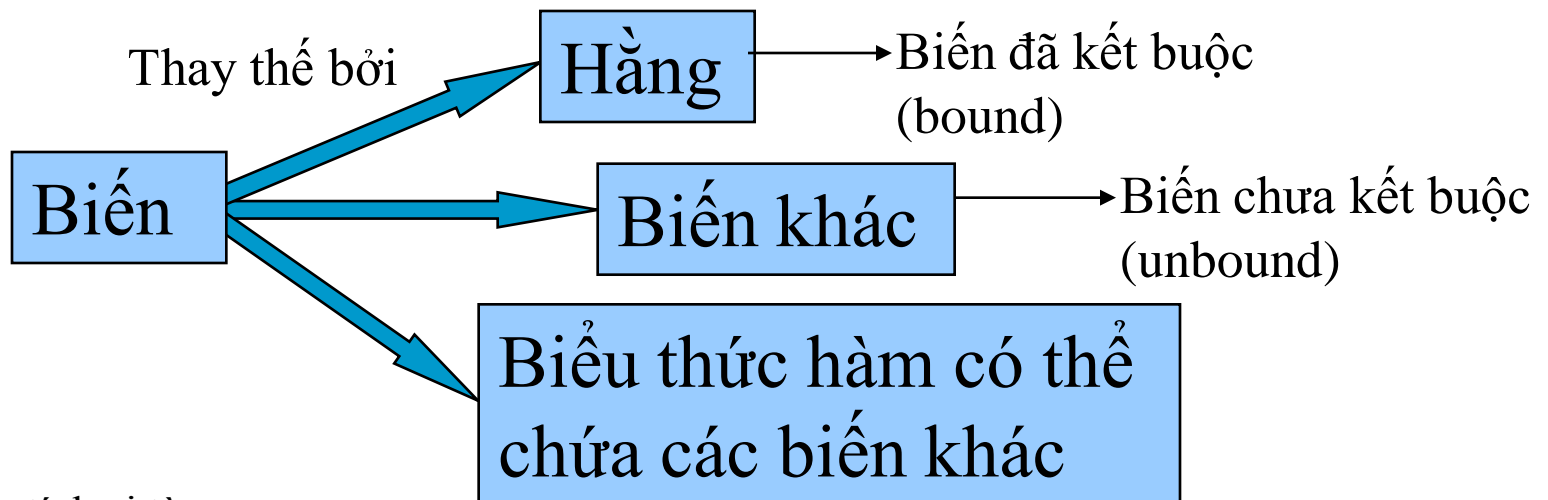 Thay thế bởi
Hằng
Biến đã kết buộc
(bound)
Biến
Biến khác
Biến chưa kết buộc
(unbound)
Biểu thức hàm có thể
chứa các biến khác